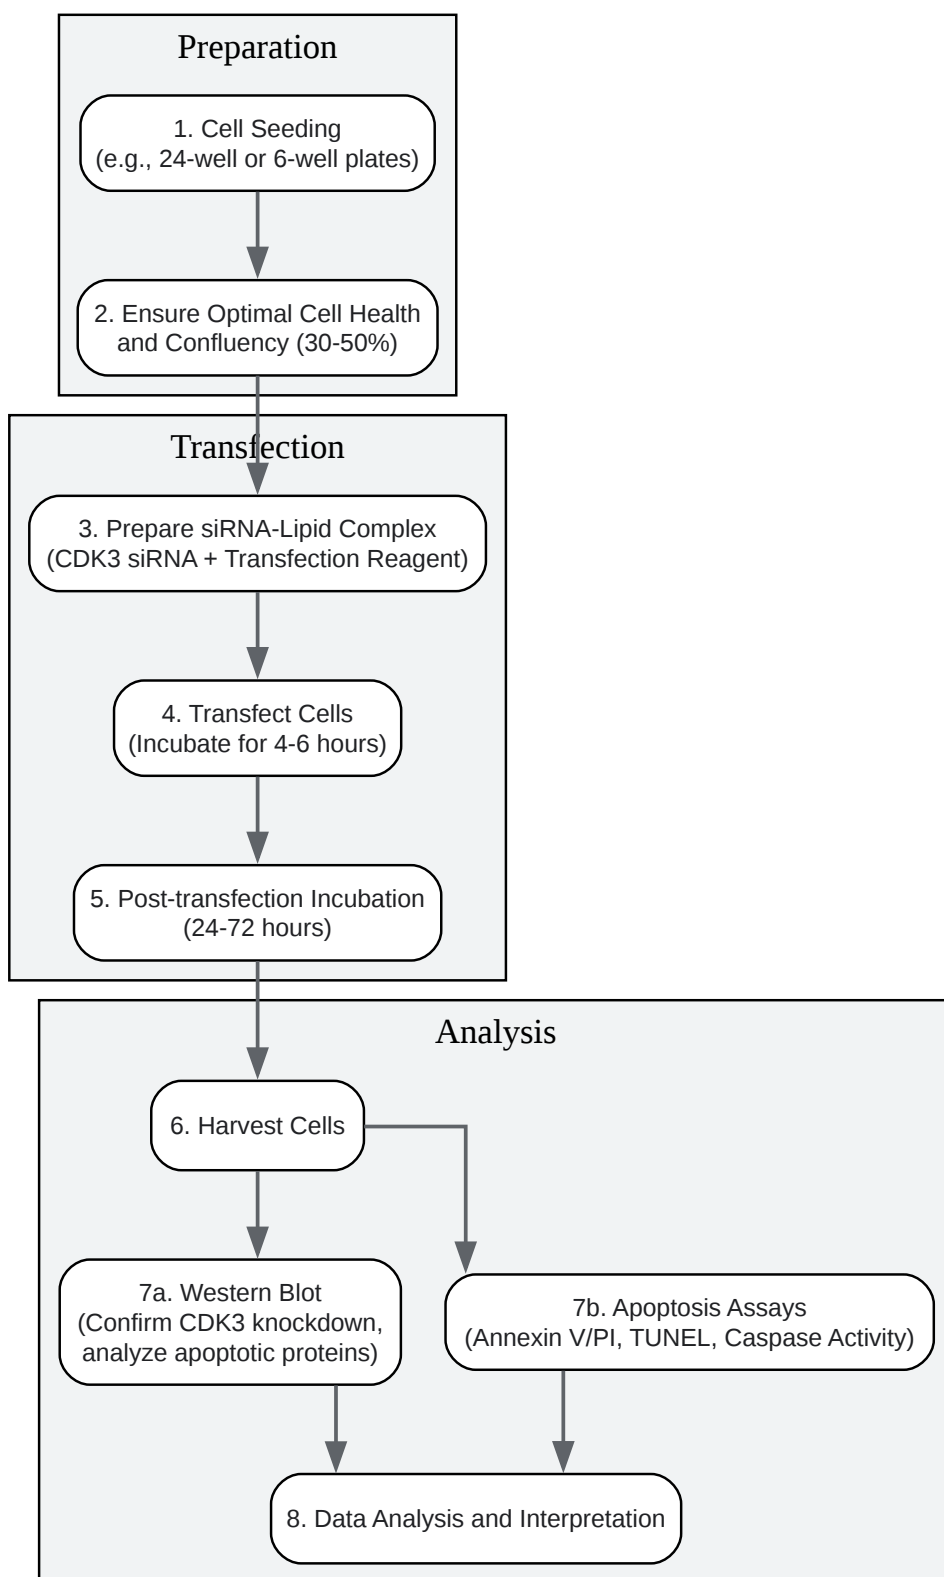 Preparation
1. Cell Seeding
(e.g., 24-well or 6-well plates)
2. Ensure Optimal Cell Health
and Confluency (30-50%)
Transfection
3. Prepare siRNA-Lipid Complex
(CDK3 siRNA + Transfection Reagent)
4. Transfect Cells
(Incubate for 4-6 hours)
5. Post-transfection Incubation
(24-72 hours)
Analysis
6. Harvest Cells
7a. Western Blot
(Confirm CDK3 knockdown,
analyze apoptotic proteins)
7b. Apoptosis Assays
(Annexin V/PI, TUNEL, Caspase Activity)
8. Data Analysis and Interpretation